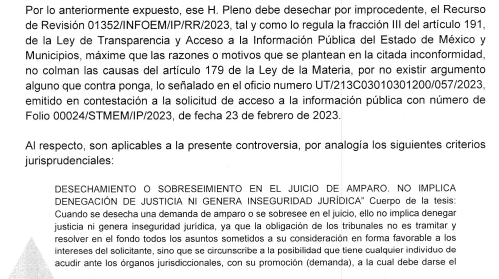 Por lo anteriormente expuesto, ese H. Pleno debe desechar por improcedente, el Recurso
de Revisión 01352/INFOEM/IP/RR/2023, tal y como lo regula la fracción III del artículo 191,
de la Ley de Transparencia y Acceso a la Información Pública del Estado de México y
Municipios, máxime que las razones o motivos que se plantean en la citada inconformidad,
no colman las causas del artículo 179 de la Ley de la Materia, por no existir argumento
alguno que contra ponga, lo señalado en el oficio numero UT/213C03010301200/057/2023,
emitido en contestación a la solicitud de acceso a la información pública con número de
Folio 00024/STMEM/IP/2023, de fecha 23 de febrero de 2023.
Al respecto, son aplicables a la presente controversia, por analogía los siguientes criterios
jurisprudenciales:
DESECHAMIENTO O SOBRESEIMIENTO EN EL JUICIO DE AMPARO. NO IMPLICA
DENEGACIÓN DE JUSTICIA NI GENERA INSEGURIDAD JURÍDICA" Cuerpo de la tesis:
Cuando se desecha una demanda de amparo o se sobresee en el juicio, ello no implica denegar
justicia ni genera inseguridad jurídica, ya que la obligación de los tribunales no es tramitar y
resolver en el fondo todos los asuntos sometidos a su consideración en forma favorable a los
intereses del solicitante, sino que se circunscribe a la posibilidad que tiene cualquier individuo de
acudir ante los órganos jurisdiccionales, con su promoción (demanda), a la cual debe darse el